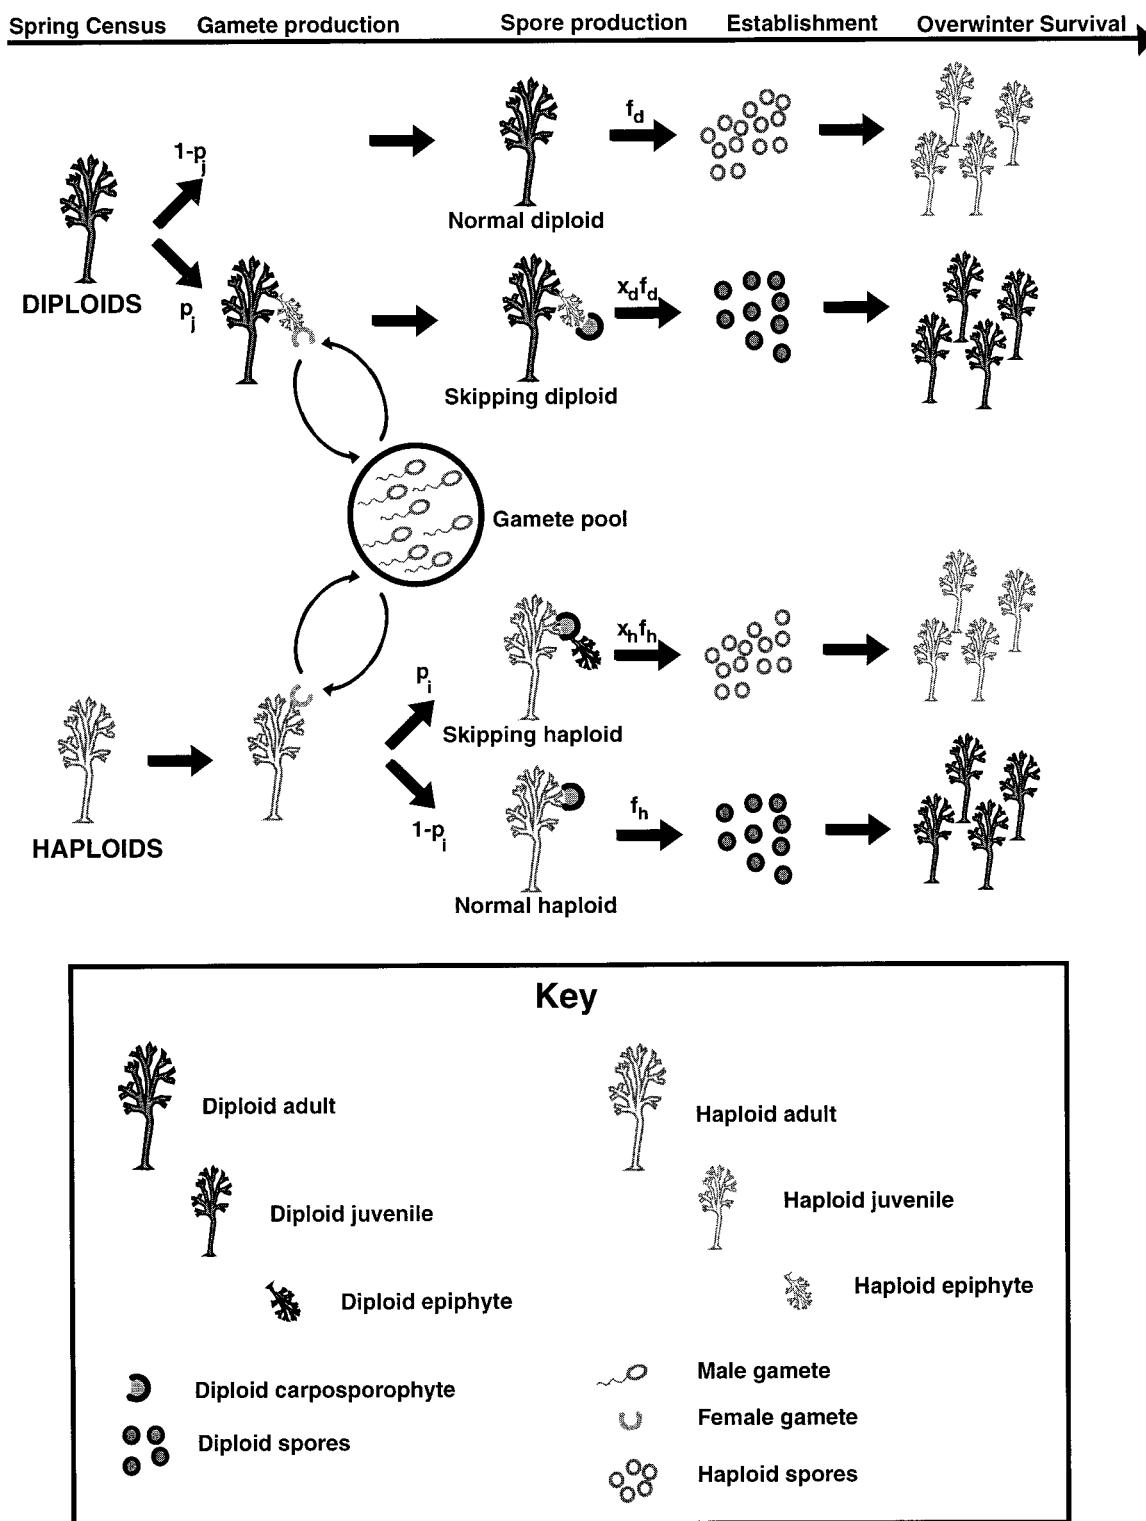 Spring Census Gamete production Spore production Establishment Overwinter Survival
1-pj
fd
Normal diploid
DIPLOIDS
pj
xdfd
Skipping diploid
Gamete pool
pi
xhfh
Skipping haploid
HAPLOIDS
1-pi
fh
Normal haploid
Key
Diploid adult
Haploid adult
Diploid juvenile
Haploid juvenile
Diploid epiphyte
Haploid epiphyte
Diploid carposporophyte
Male gamete
Female gamete
Diploid spores
Haploid spores